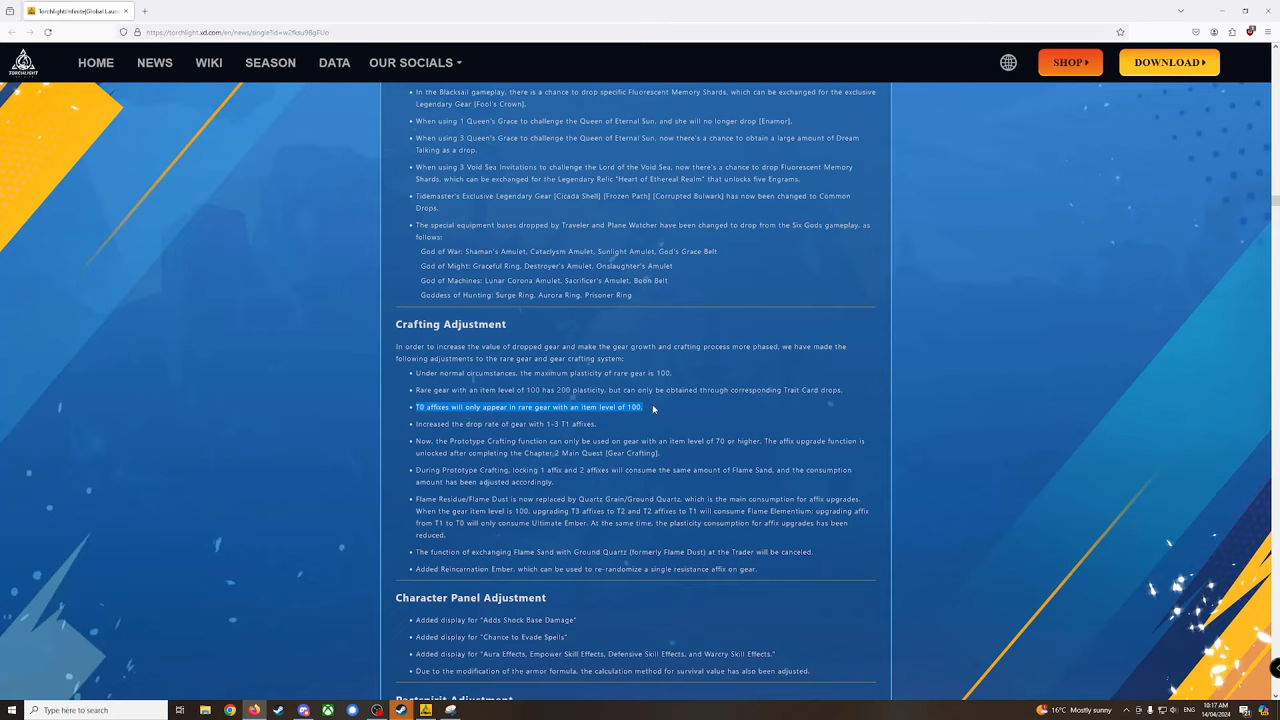 Torchlight:Infinite|Global Laun
https://torchlight.xd.com/en/news/single?id=w2fidsu9BgFUo
TORCHLIGHT
INFINITE
HOME
NEWS
WIKI
SEASON
DATA
OUR SOCIALS
SHOP
DOWNLOAD
• In the Blacksail gameplay, there is a chance to drop specific Fluorescent Memory Shards, which can be exchanged for the exclusive
Legendary Gear [Fool's Crown].
• When using 1 Queen's Grace to challenge the Queen of Eternal Sun, and she will no longer drop [Enamor].
• When using 3 Queen's Grace to challenge the Queen of Eternal Sun, now there's a chance to obtain a large amount of Dream
Talking as a drop.
• When using 3 Void Sea Invitations to challenge the Lord of the Void Sea, now there's a chance to drop Fluorescent Memory
Shards, which can be exchanged for the Legendary Relic "Heart of Ethereal Realm" that unlocks five Engrams.
• Tidemaster's Exclusive Legendary Gear [Cicada Shell] [Frozen Path] [Corrupted Bulwark] has now been changed to Common
Drops.
• The special equipment bases dropped by Traveler and Plane Watcher have been changed to drop from the Six Gods gameplay, as
follows:
God of War: Shaman's Amulet, Cataclysm Amulet, Sunlight Amulet, God's Grace Belt
God of Might: Graceful Ring, Destroyer's Amulet, Onslaughter's Amulet
God of Machines: Lunar Corona Amulet, Sacrificer's Amulet, Boon Belt
Goddess of Hunting: Surge Ring, Aurora Ring, Prisoner Ring
Crafting Adjustment
In order to increase the value of dropped gear and make the gear growth and crafting process more phased, we have made the
following adjustments to the rare gear and gear crafting system:
• Under normal circumstances, the maximum plasticity of rare gear is 100.
• Rare gear with an item level of 100 has 200 plasticity, but can only be obtained through corresponding Trait Card drops.
• T0 affixes will only appear in rare gear with an item level of 100.
• Increased the drop rate of gear with 1-3 T1 affixes.
• Now, the Prototype Crafting function can only be used on gear with an item level of 70 or higher. The affix upgrade function is
unlocked after completing the Chapter 2 Main Quest [Gear Crafting].
• During Prototype Crafting, locking 1 affix and 2 affixes will consume the same amount of Flame Sand, and the consumption
amount has been adjusted accordingly.
• Flame Residue/Flame Dust is now replaced by Quartz Grain/Ground Quartz, which is the main consumption for affix upgrades.
When the gear item level is 100, upgrading T3 affixes to T2 and T2 affixes to T1 will consume Flame Elementium; upgrading affix
from T1 to T0 will only consume Ultimate Ember. At the same time, the plasticity consumption for affix upgrades has been
reduced.
• The function of exchanging Flame Sand with Ground Quartz (formerly Flame Dust) at the Trader will be canceled.
• Added Reincarnation Ember, which can be used to re-randomize a single resistance affix on gear.
Character Panel Adjustment
• Added display for "Adds Shock Base Damage"
• Added display for "Chance to Evade Spells"
• Added display for "Aura Effects, Empower Skill Effects, Defensive Skill Effects, and Warcry Skill Effects."
• Due to the modification of the armor formula, the calculation method for survival value has also been adjusted.
Pactspirit Adjustment
Type here to search
16°C Mostly sunny
10:17 AM
14/04/2024